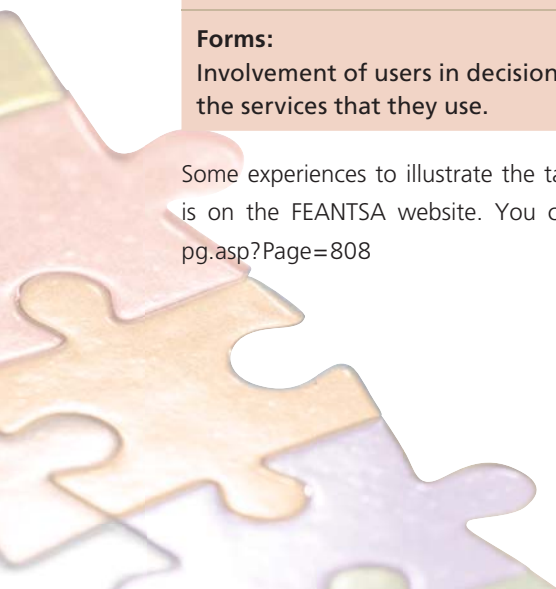 Forms:
Involvement of users in decision
the services that they use.
Some experiences to illustrate the ta
is on the FEANTSA website. You c
pg.asp?Page=808